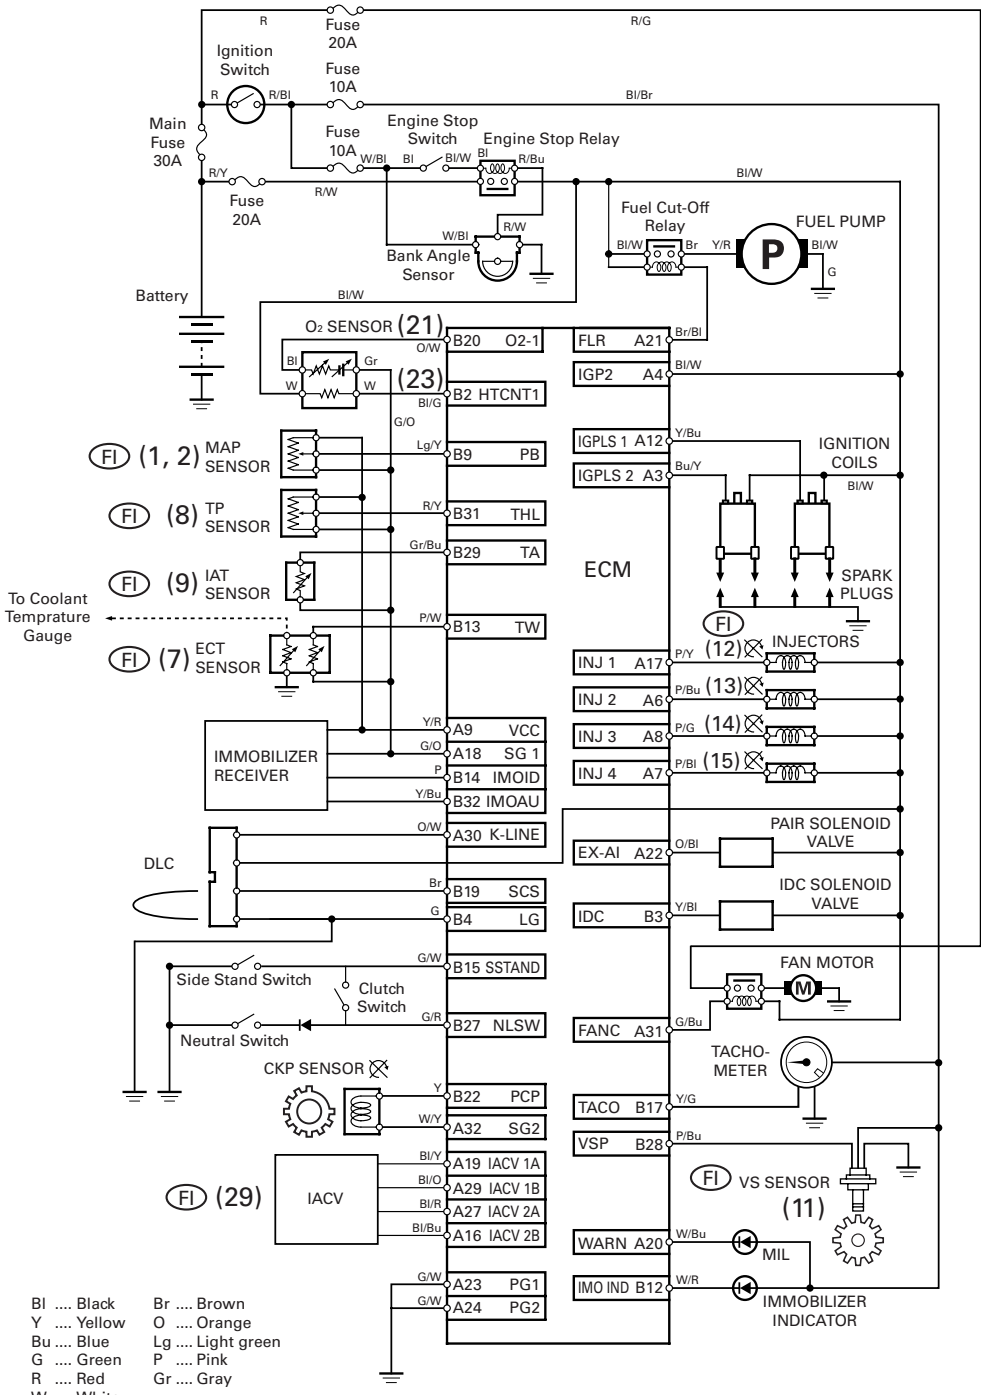 R
Fuse
20A
R/G
Ignition
Switch
Fuse
10A
R
R/Bl
Bl/Br
Main
Fuse
30A
Fuse
10A
W/Bl
Engine Stop
Switch
Bl
Bl/W
Engine Stop Relay
Bl
R/Bu
R/Y
Fuse
20A
R/W
Bl/W
Fuel Cut-Off
Relay
FUEL PUMP
Bl/W
Br
Y/R
P
Bl/W
G
W/Bl
R/W
Bank Angle
Sensor
Battery
Bl/W
O2 SENSOR (21)
O/W
B20 O2-1
FLR A21
Br/Bl
Bl
Gr
W
W
(23)
Bl/G
B2 HTCNT1
IGP2 A4
Bl/W
G/O
FI (1, 2) MAP
SENSOR
Lg/Y
B9 PB
IGPLS 1 A12
Y/Bu
IGNITION
COILS
IGPLS 2 A3
Bu/Y
Bl/W
FI (8) TP
SENSOR
R/Y
B31 THL
Gr/Bu
B29 TA
ECM
FI (9) IAT
SENSOR
SPARK
PLUGS
To Coolant
Temprature
Gauge
P/W
B13 TW
FI (7) ECT
SENSOR
FI
(12)
INJECTORS
INJ 1 A17
P/Y
INJ 2 A6
P/Bu
(13)
INJ 3 A8
P/G
(14)
INJ 4 A7
P/Bl
(15)
IMMOBILIZER
RECEIVER
Y/R
A9 VCC
G/O
A18 SG 1
P
B14 IMOID
Y/Bu
B32 IMOAU
O/W
A30 K-LINE
DLC
Br
B19 SCS
G
B4 LG
PAIR SOLENOID
VALVE
EX-AI A22
O/Bl
IDC SOLENOID
VALVE
IDC B3
Y/Bl
G/W
B15 SSTAND
Side Stand Switch
Clutch
Switch
G/R
B27 NLSW
Neutral Switch
FAN MOTOR
M
FANC A31
G/Bu
CKP SENSOR
Y
B22 PCP
W/Y
A32 SG2
TACHO-
METER
TACO B17
Y/G
VSP B28
P/Bu
FI VS SENSOR
(11)
FI (29)
IACV
Bl/Y
A19 IACV 1A
Bl/O
A29 IACV 1B
Bl/R
A27 IACV 2A
Bl/Bu
A16 IACV 2B
WARN A20
W/Bu
MIL
IMO IND B12
W/R
IMMOBILIZER
INDICATOR
G/W
A23 PG1
G/W
A24 PG2
Bl .... Black Br .... Brown
Y .... Yellow O .... Orange
Bu .... Blue Lg .... Light green
G .... Green P .... Pink
R .... Red Gr .... Gray